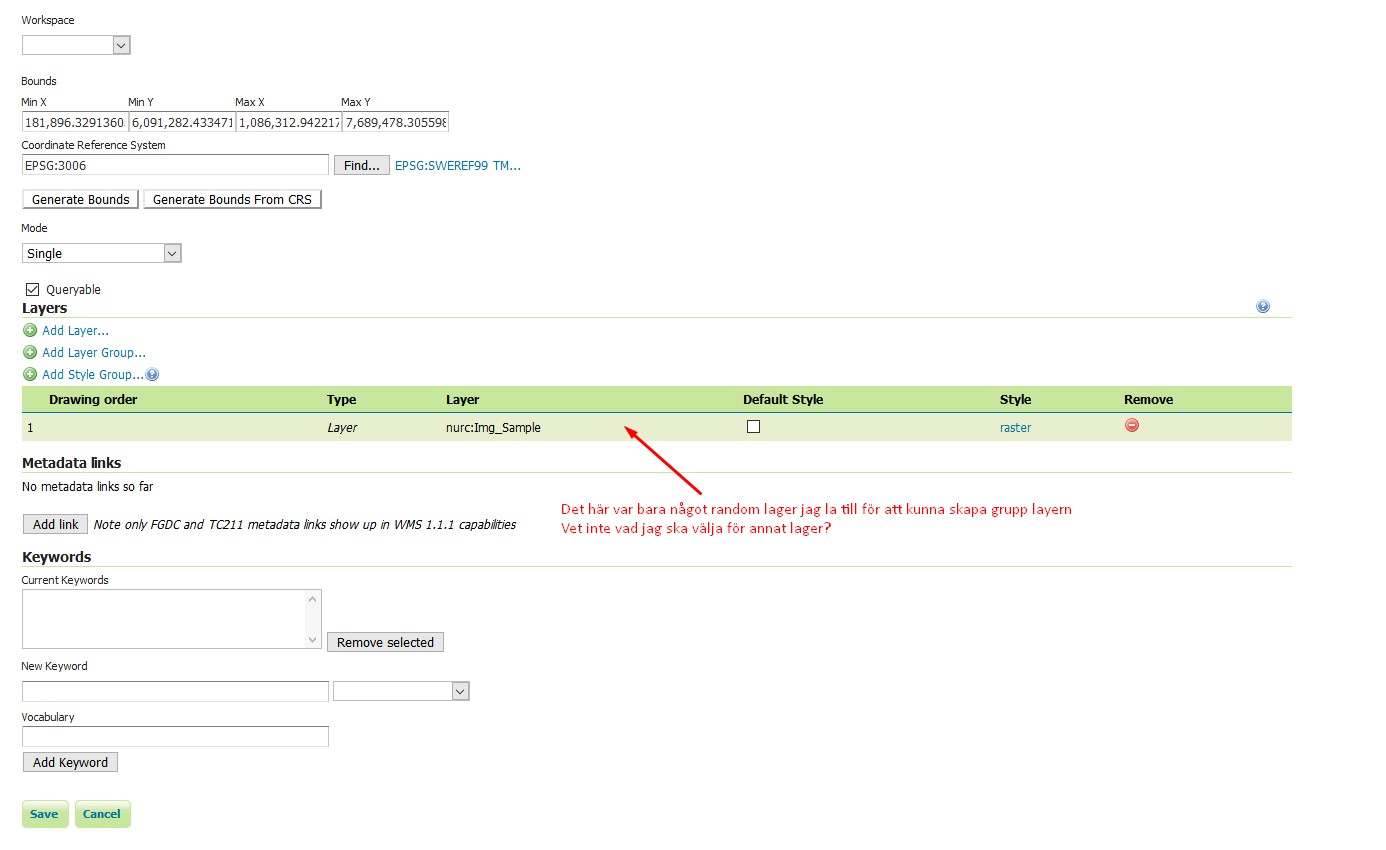 Workspace
Bounds
Min X Min Y Max X Max Y
181,896.3291360 6,091,282.433471 1,086,312.942217 7,689,478.305598
Coordinate Reference System
EPSG:3006 Find... EPSG:SWEREF99 TM...
Generate Bounds Generate Bounds From CRS
Mode
Single
Queryable
Layers
Add Layer...
Add Layer Group...
Add Style Group...
Drawing order Type Layer Default Style Style Remove
1 Layer nurc:Img_Sample raster
Metadata links
No metadata links so far
Det här var bara något random lager jag la till för att kunna skapa grupp layern
Vet inte vad jag ska välja för annat lager?
Add link Note only FGDC and TC211 metadata links show up in WMS 1.1.1 capabilities
Keywords
Current Keywords
Remove selected
New Keyword
Vocabulary
Add Keyword
Save Cancel